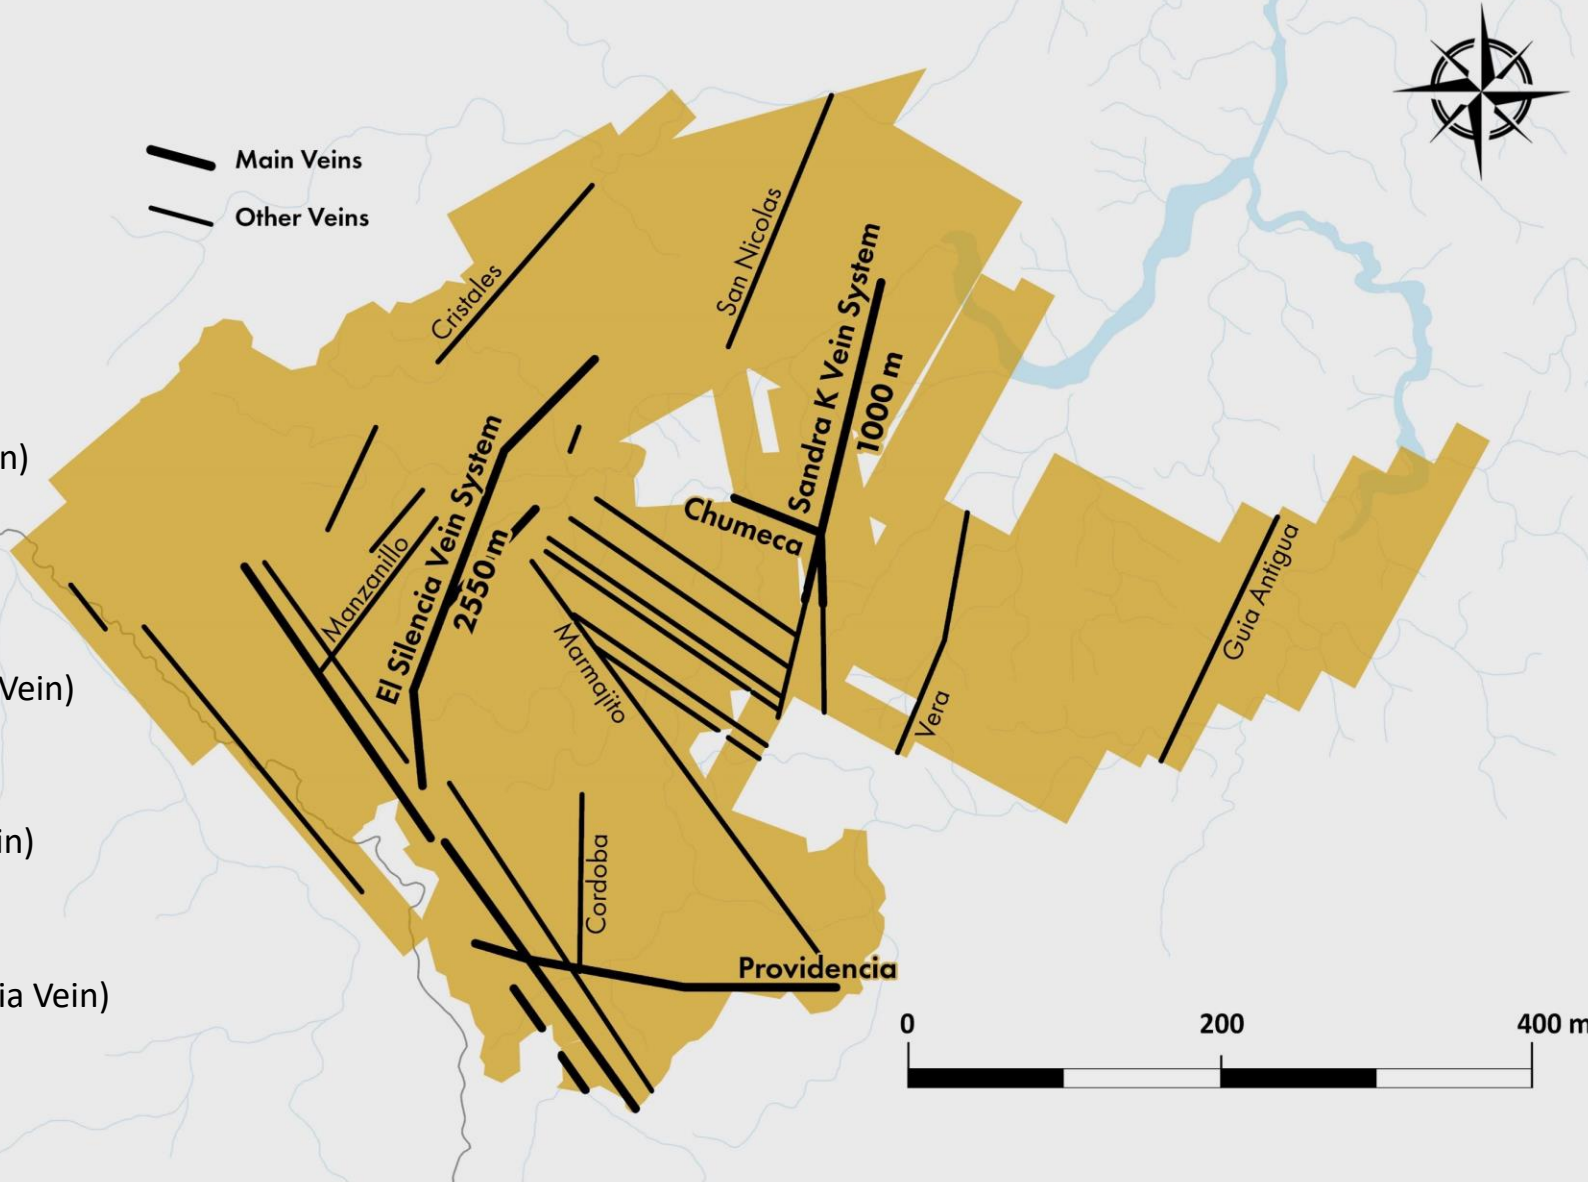 Main Veins
Other Veins
San Nicolas
Cristales
Sandra K Vein System
1000 m
n)
El Silencia Vein System
2550 m
Chumeca
Manzanillo
Guia Antigua
Marmajito
Vein)
Vera
in)
Cordoba
Providencia
ia Vein)
0 200 400 m